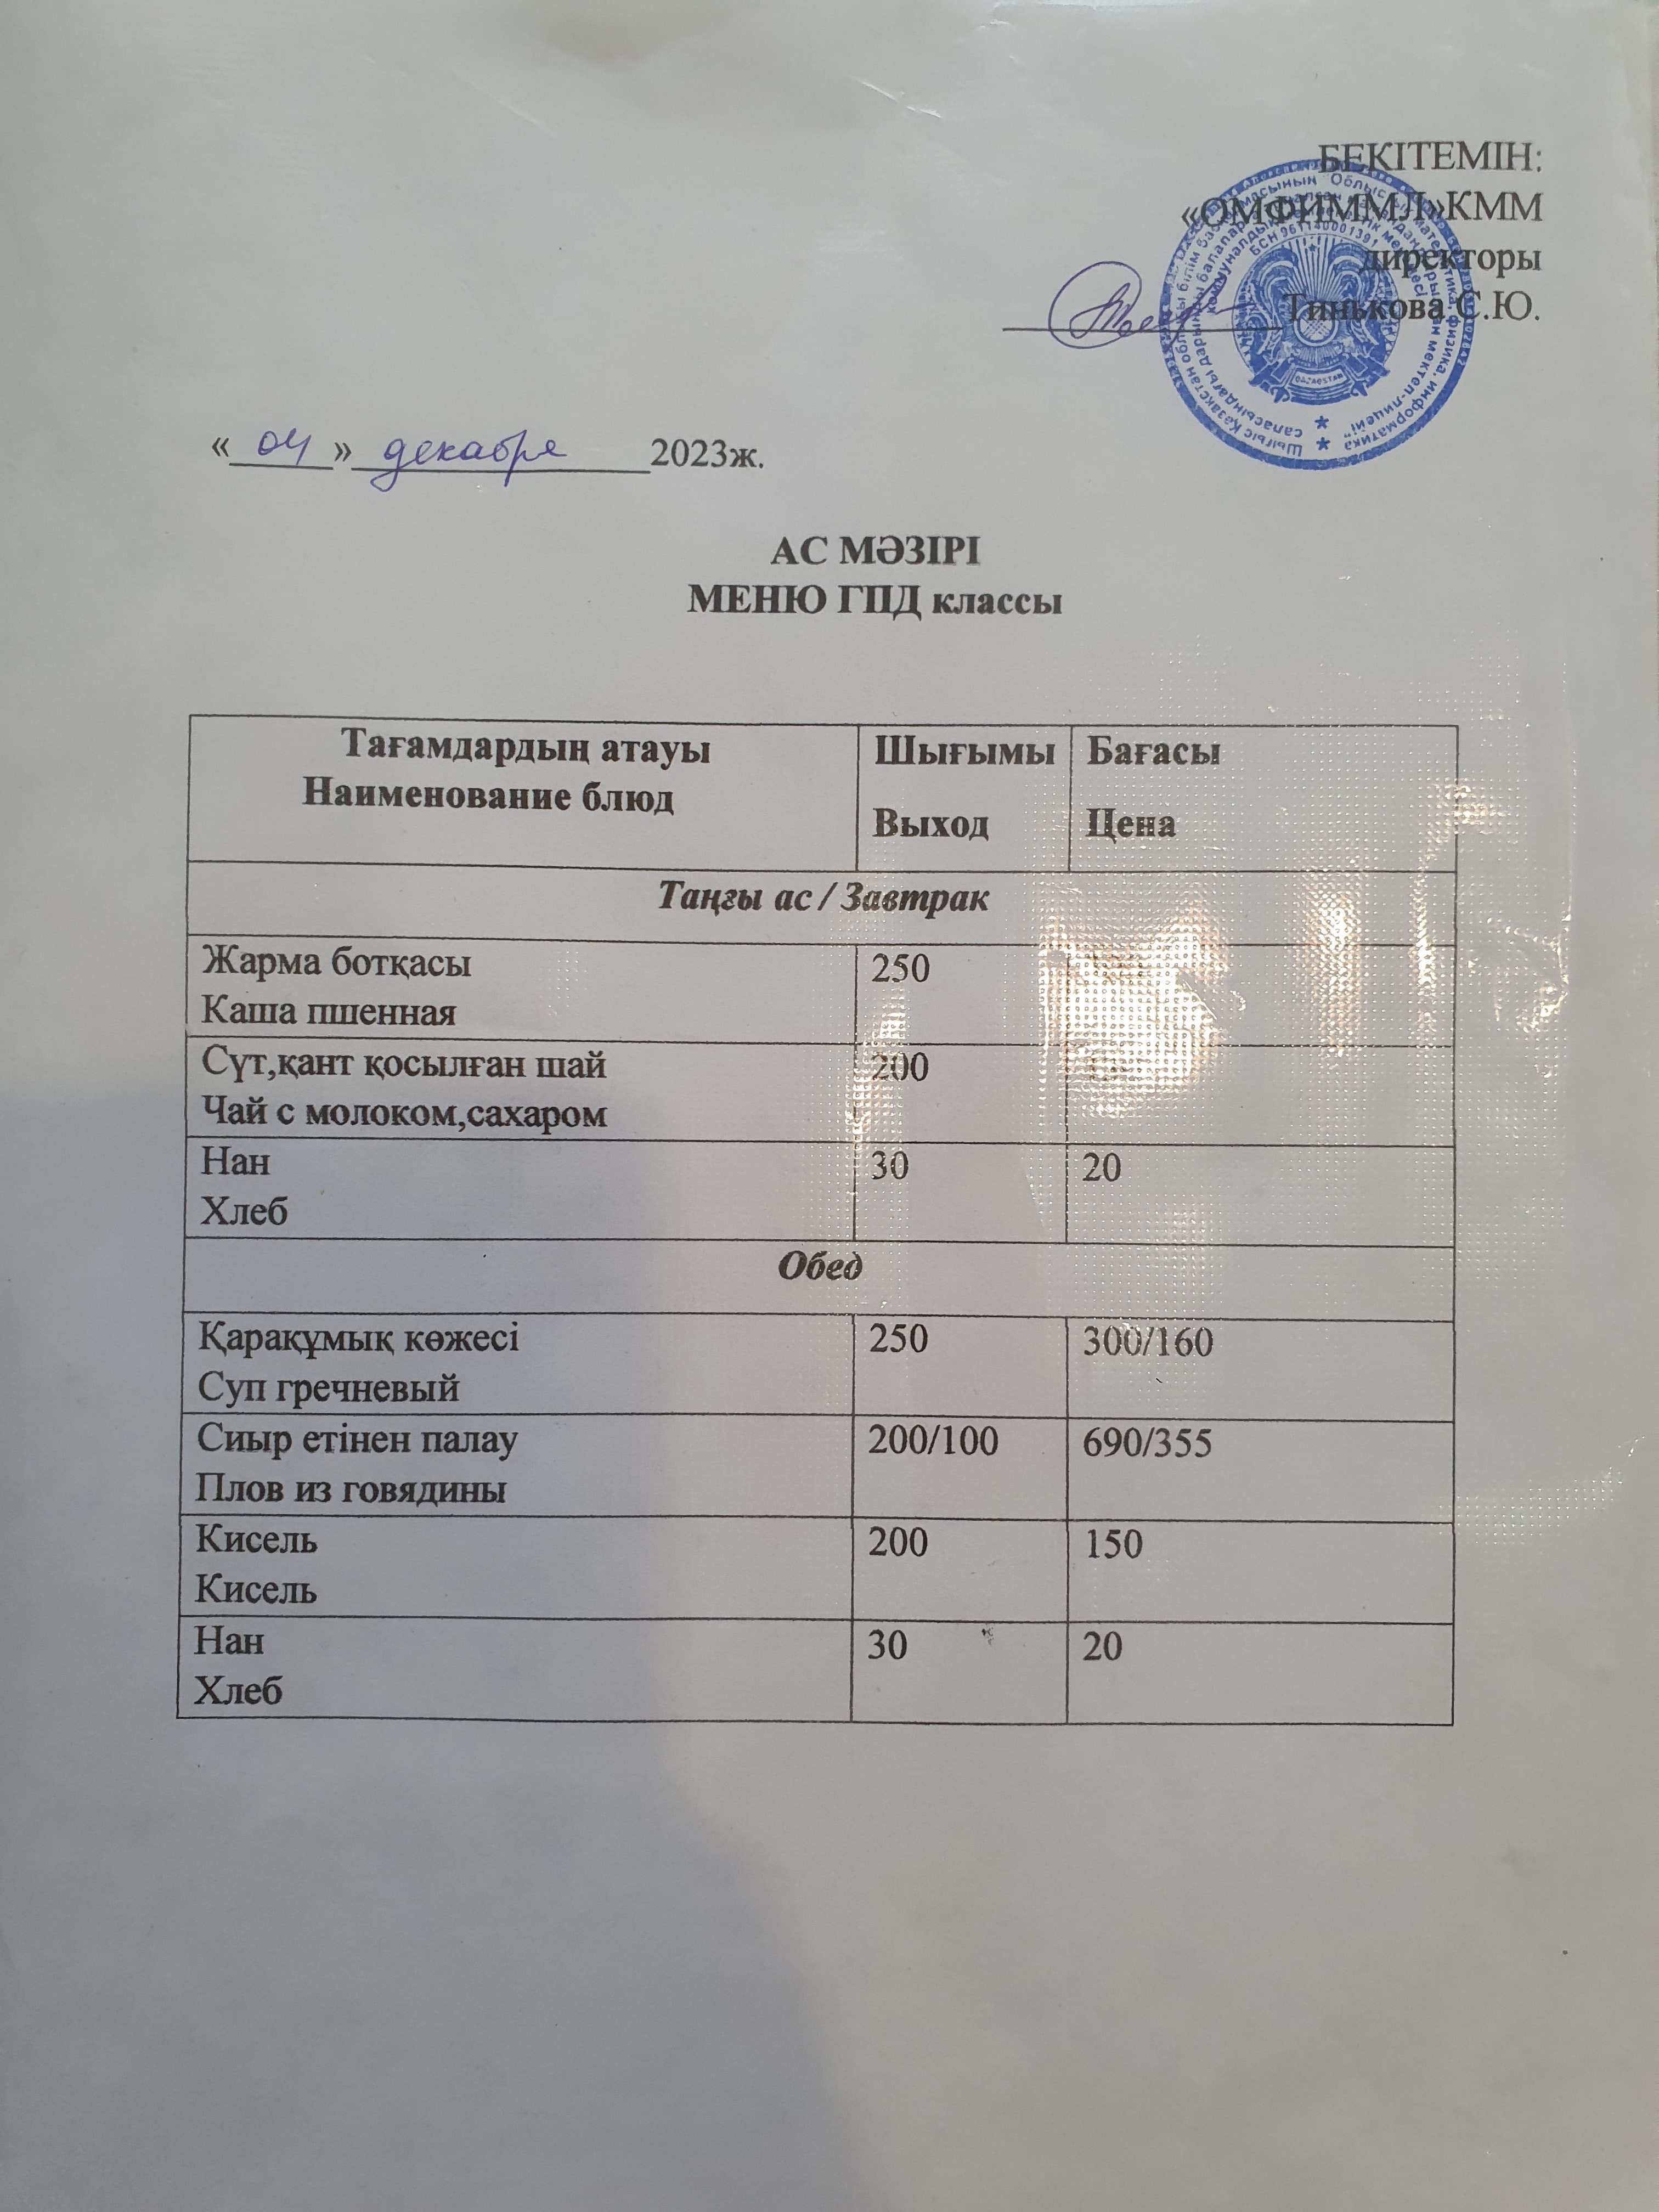 БЕКІТЕМІН:
«ОМФИММЛ»КММ
директоры
Тинькова С.Ю.
БСН 961140001391
QAZAQSTAN
«04» декабря 2023ж.
АС МӘЗІРІ
МЕНЮ ГПД классы
Тағамдардың атауы
Наименование блюд
Шығымы
Выход
Бағасы
Цена
Таңғы ас / Завтрак
Жарма ботқасы
Каша пшенная
250
Сүт,қант қосылған шай
Чай с молоком,сахаром
200
Нан
Хлеб
30
20
Обед
Қарақұмық көжесі
Суп гречневый
250
300/160
Сиыр етінен палау
Плов из говядины
200/100
690/355
Кисель
Кисель
200
150
Нан
Хлеб
30
20